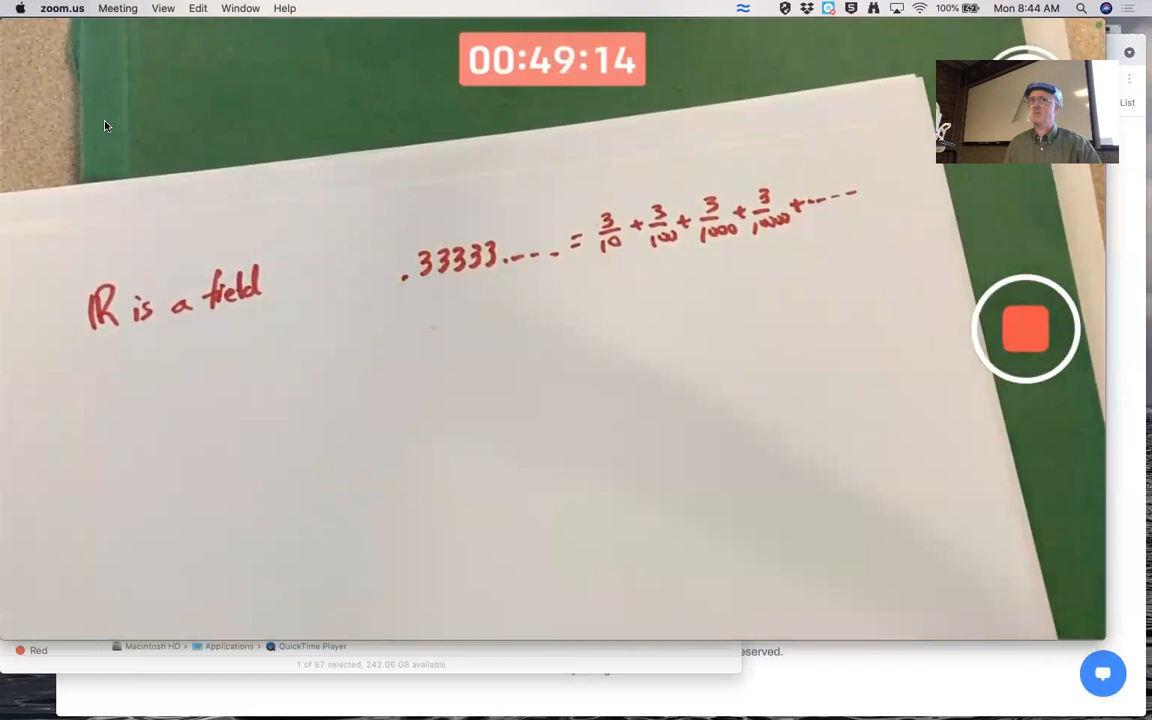 zoom.us Meeting View Edit Window Help 100% Mon 8:44 AM
00:49:14
List
.33333.--- = 3/10 + 3/100 + 3/1000 + 3/10000 + -----
ℝ is a field
Red
Macintosh HD Applications QuickTime Player
1 of 87 selected, 242.06 GB available
eserved.